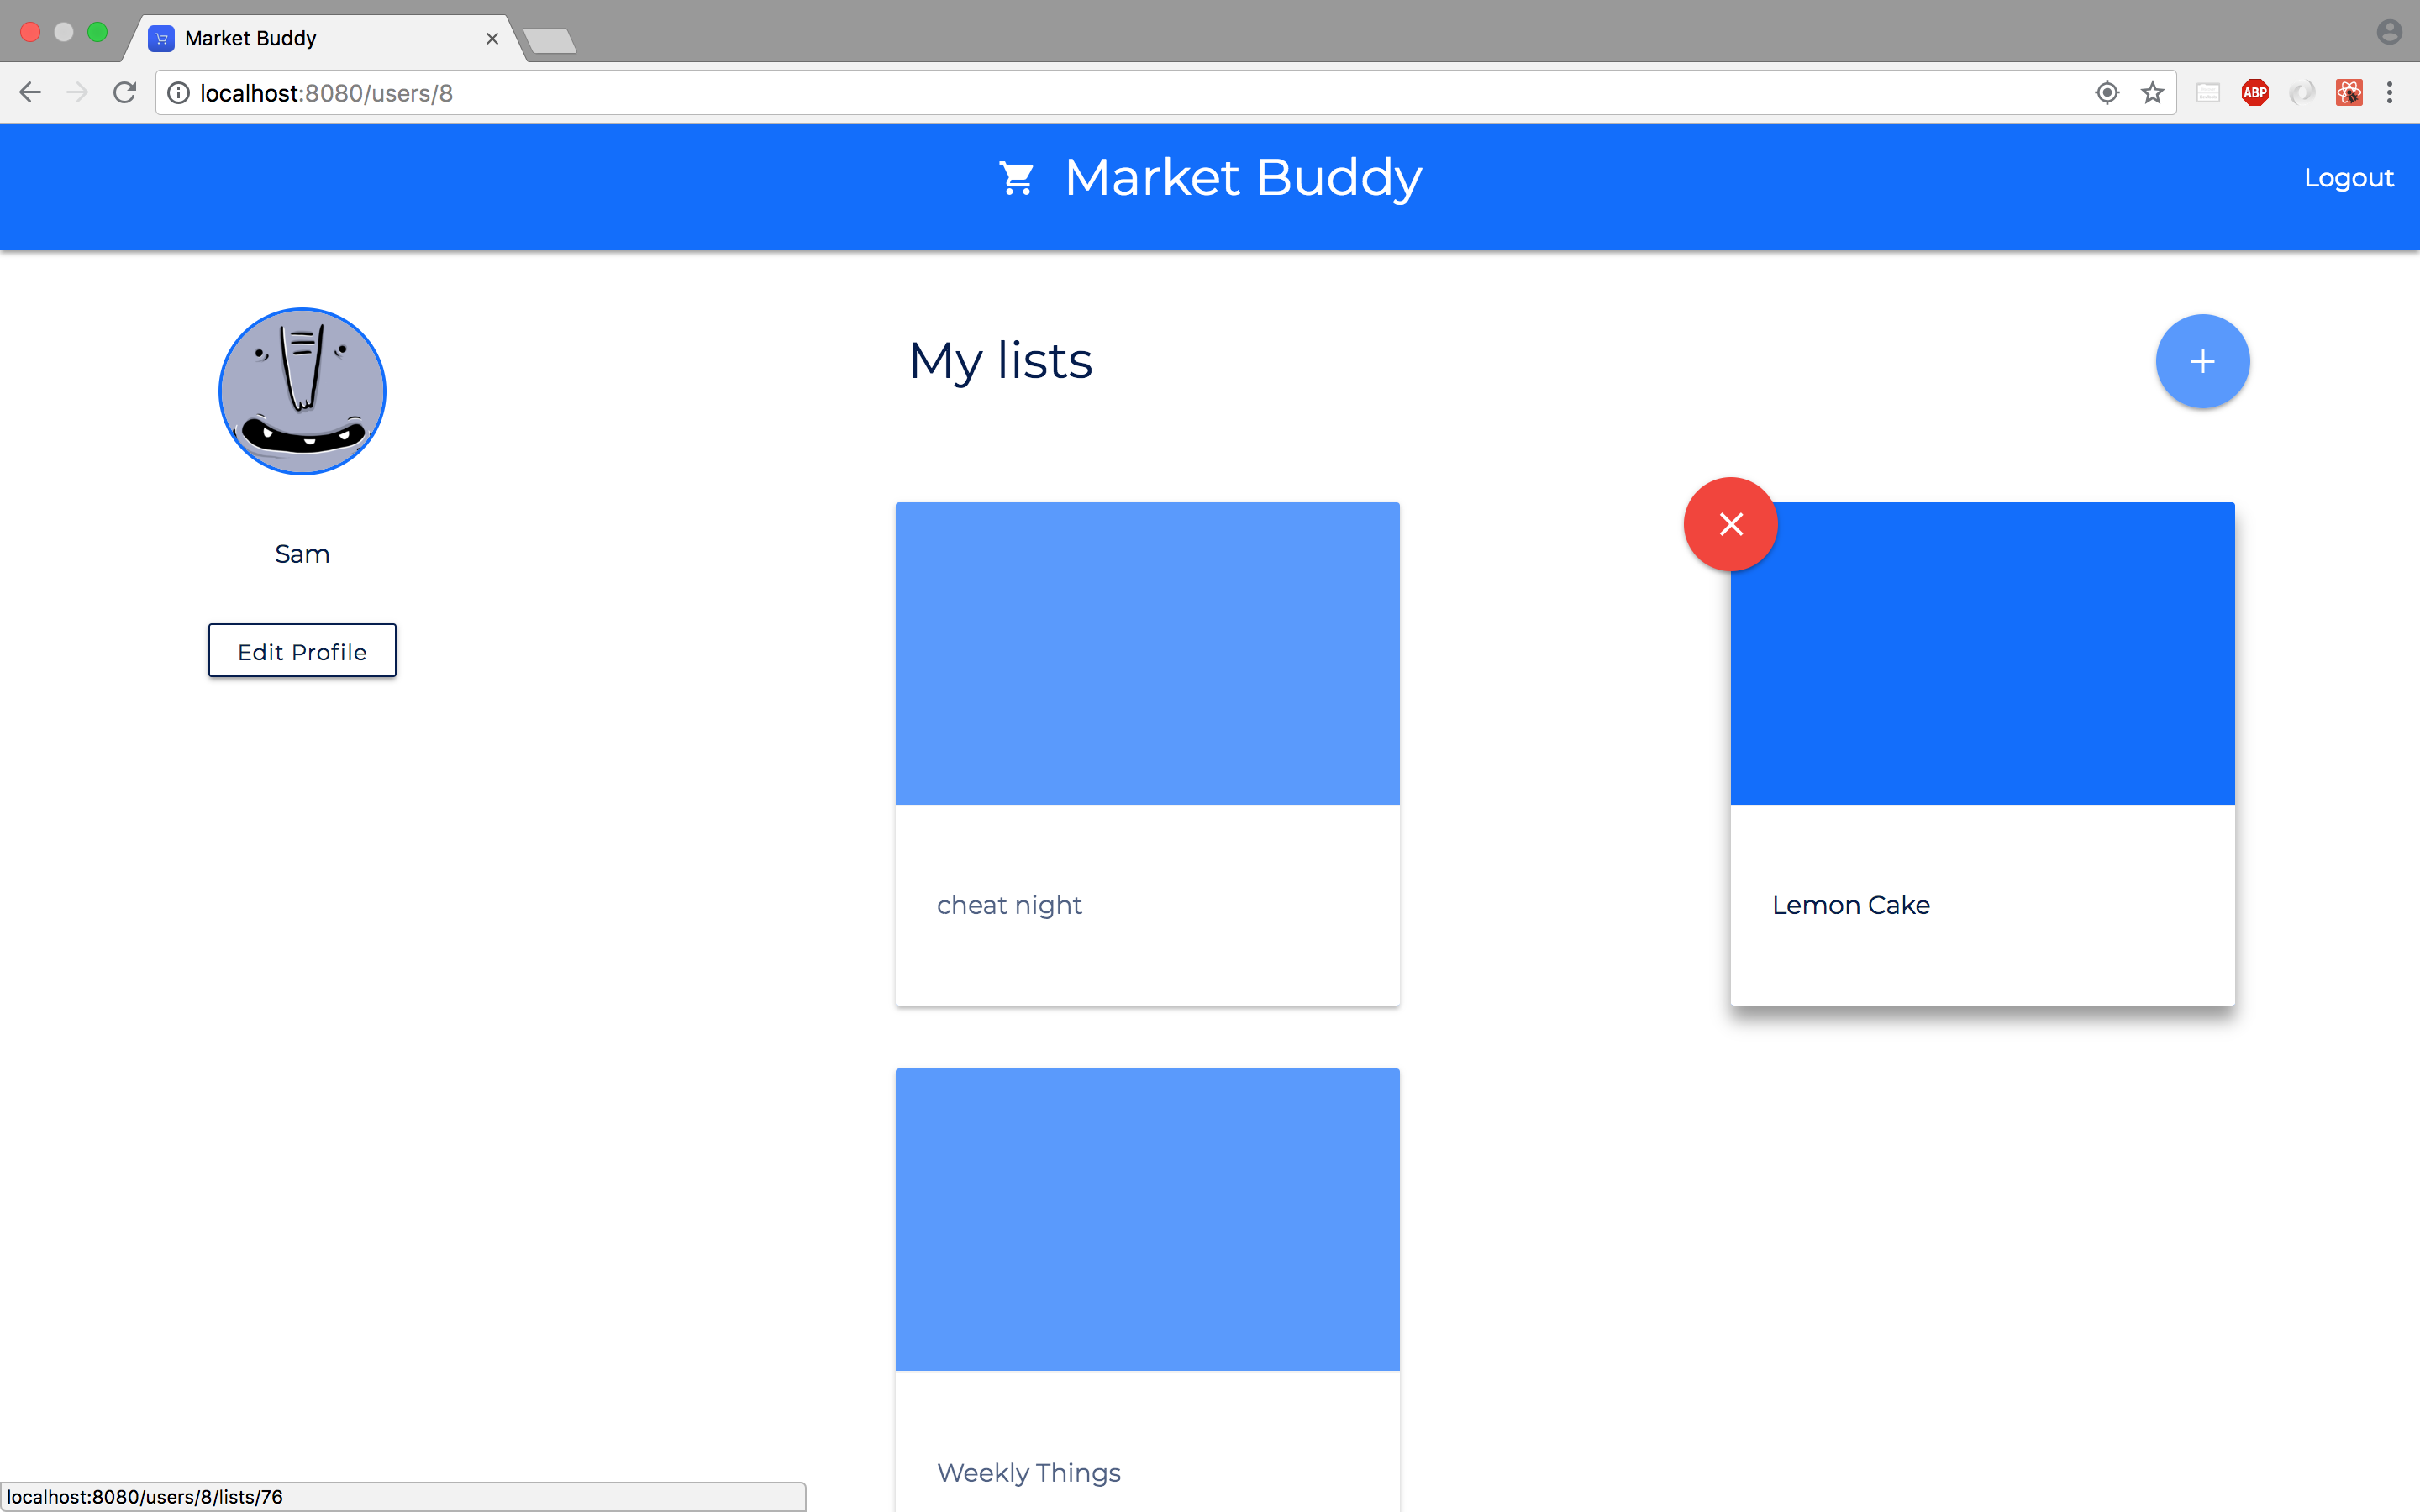 Market Buddy
localhost:8080/users/8
ABP
Market Buddy
Logout
My lists
Sam
Edit Profile
cheat night
Lemon Cake
Weekly Things
localhost:8080/users/8/lists/76